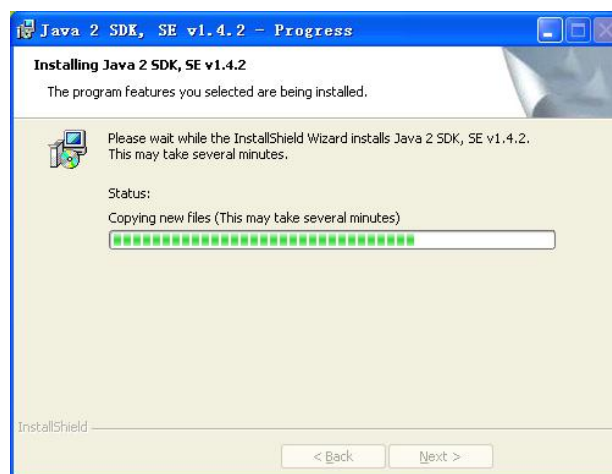 Java 2 SDK, SE v1.4.2 - Progress
Installing Java 2 SDK, SE v1.4.2
The program features you selected are being installed.
Please wait while the InstallShield Wizard installs Java 2 SDK, SE v1.4.2.
This may take several minutes.
Status:
Copying new files (This may take several minutes)
InstallShield
< Back Next >